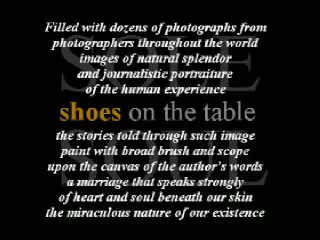 Filled with dozens of photographs from
photographers throughout the world
images of natural splendor
and journalistic portraiture
of the human experience
shoes on the table
the stories told through such image
paint with broad brush and scope
upon the canvas of the author's words
a marriage that speaks strongly
of heart and soul beneath our skin
the miraculous nature of our existence
SOLE
SOUL